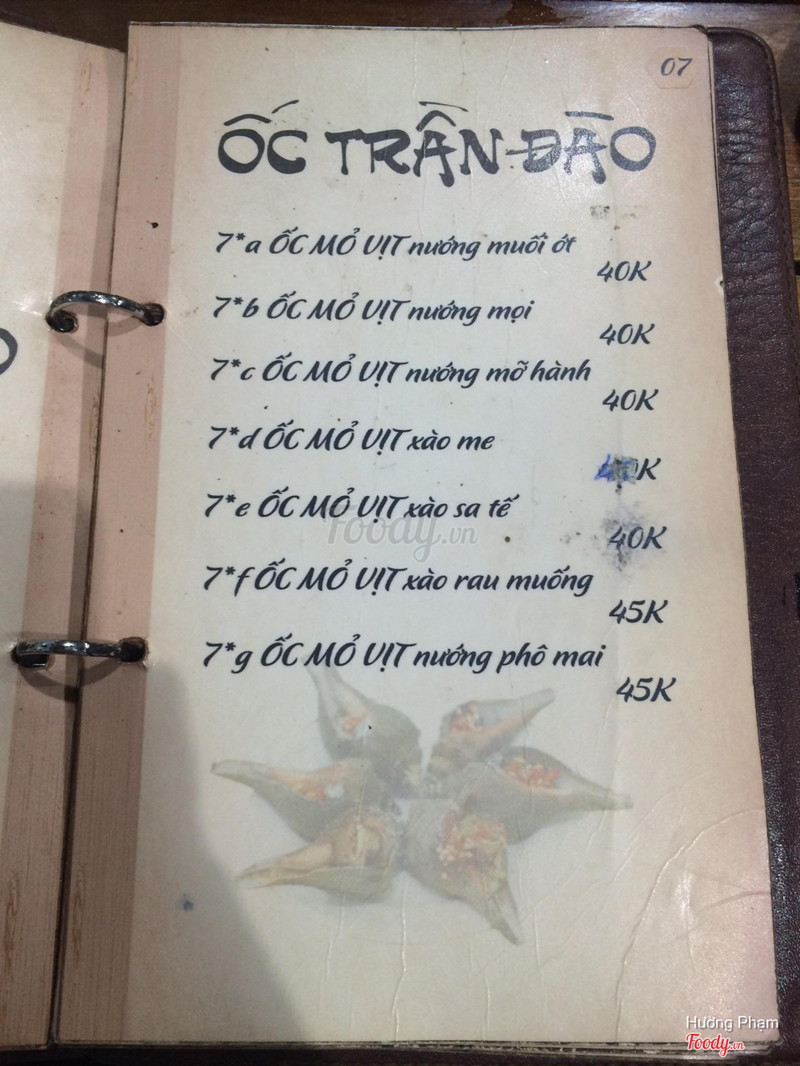 07
ỐC TRẦN ĐÀO
7*a ỐC MỎ VỊT nướng muối ớt
40K
7*b ỐC MỎ VỊT nướng mọi
40K
7*c ỐC MỎ VỊT nướng mỡ hành
40K
7*d ỐC MỎ VỊT xào me
40K
7*e ỐC MỎ VỊT xào sa tế
40K
Foody.vn
7*f ỐC MỎ VỊT xào rau muống
45K
7*g ỐC MỎ VỊT nướng phô mai
45K
Hương Phạm
Foody.vn